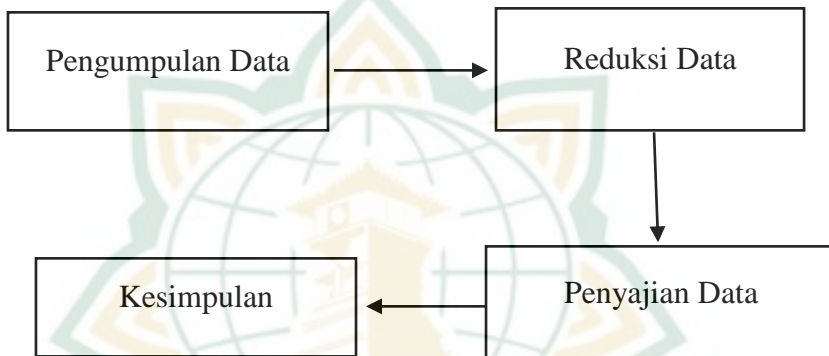 Pengumpulan Data
Reduksi Data
Penyajian Data
Kesimpulan